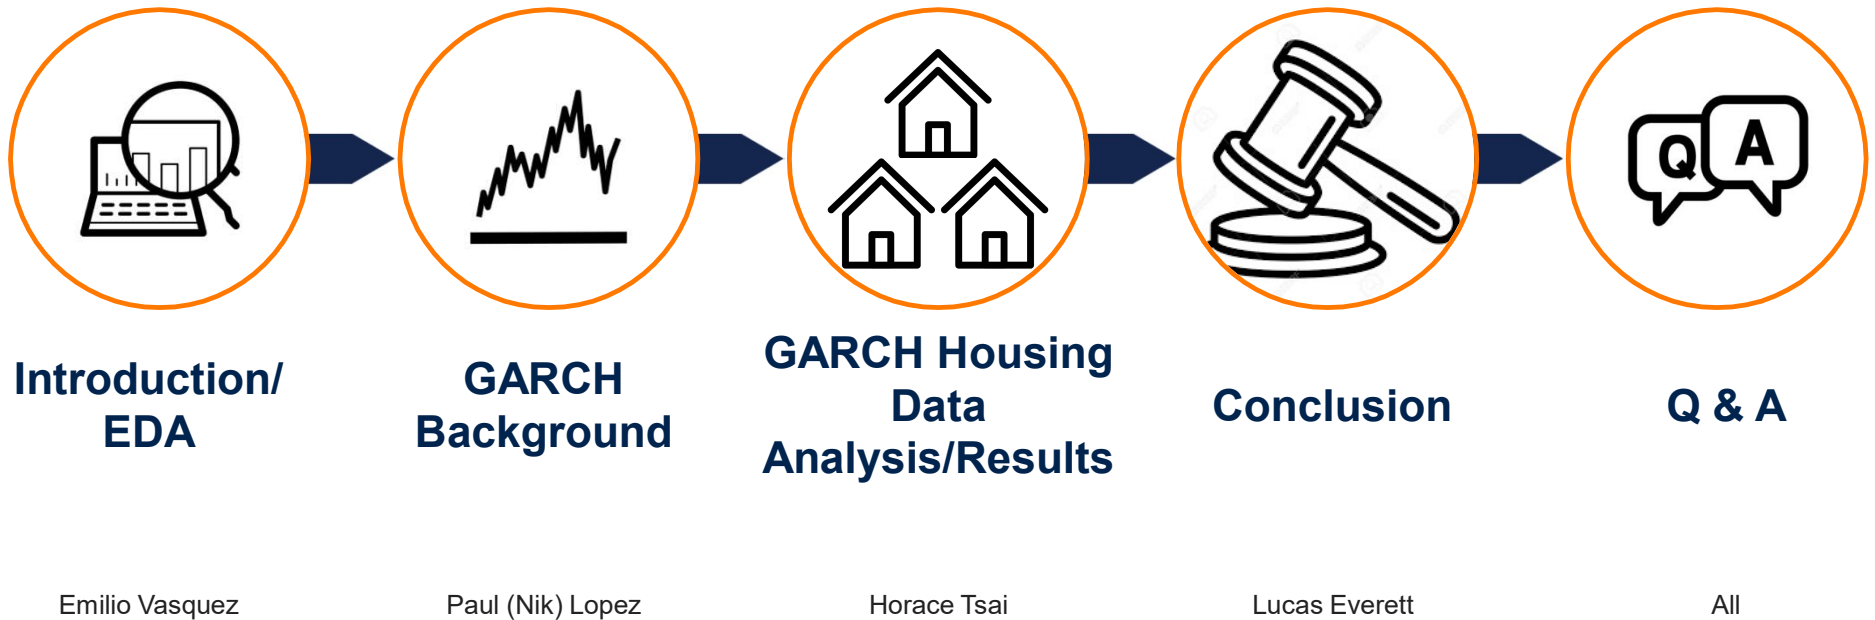 Q A
Introduction/
EDA
GARCH
Background
GARCH Housing
Data
Analysis/Results
Conclusion
Q & A
Emilio Vasquez
Paul (Nik) Lopez
Horace Tsai
Lucas Everett
All